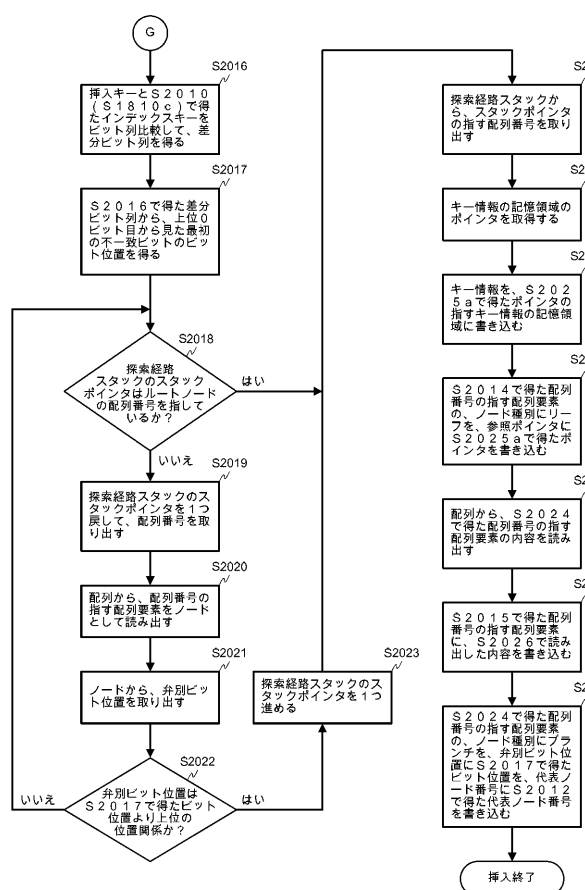 G
S2016
挿入キーとS2010
(S1810c)で得
たインデックスキーを
ビット列比較して、差
分ビット列を得る
S2017
S2016で得た差分
ビット列から、上位0
ビット目から見た最初
の不一致ビットのビッ
ト位置を得る
S2018
探索経路
スタックのスタック
ポインタはルートノード
の配列番号を指して
いるか?
はい
いいえ
S2019
探索経路スタックのス
タックポインタを1つ
戻して、配列番号を取
り出す
S2020
配列から、配列番号の
指す配列要素をノード
として読み出す
S2021
ノードから、弁別ビッ
ト位置を取り出す
S2022
弁別ビット位置は
S2017で得たビット
位置より上位の
位置関係か?
いいえ
はい
S2023
探索経路スタックのス
タックポインタを1つ
進める
S2
探索経路スタックか
ら、スタックポインタ
の指す配列番号を取り
出す
S2
キー情報の記憶領域の
ポインタを取得する
S2
キー情報を、S202
5aで得たポインタの
指すキー情報の記憶領
域に書き込む
S2
S2014で得た配列
番号の指す配列要素
の、ノード種別にリー
フを、参照ポインタに
S2025aで得たポ
インタを書き込む
S2
配列から、S2024
で得た配列番号の指す
配列要素の内容を読み
出す
S2
S2015で得た配列
番号の指す配列要素
に、S2026で読み
出した内容を書き込む
S2
S2024で得た配列
番号の指す配列要素
の、ノード種別にブラ
ンチを、弁別ビット位
置にS2017で得た
ビット位置を、代表ノ
ード番号にS2012
で得た代表ノード番号
を書き込む
挿入終了